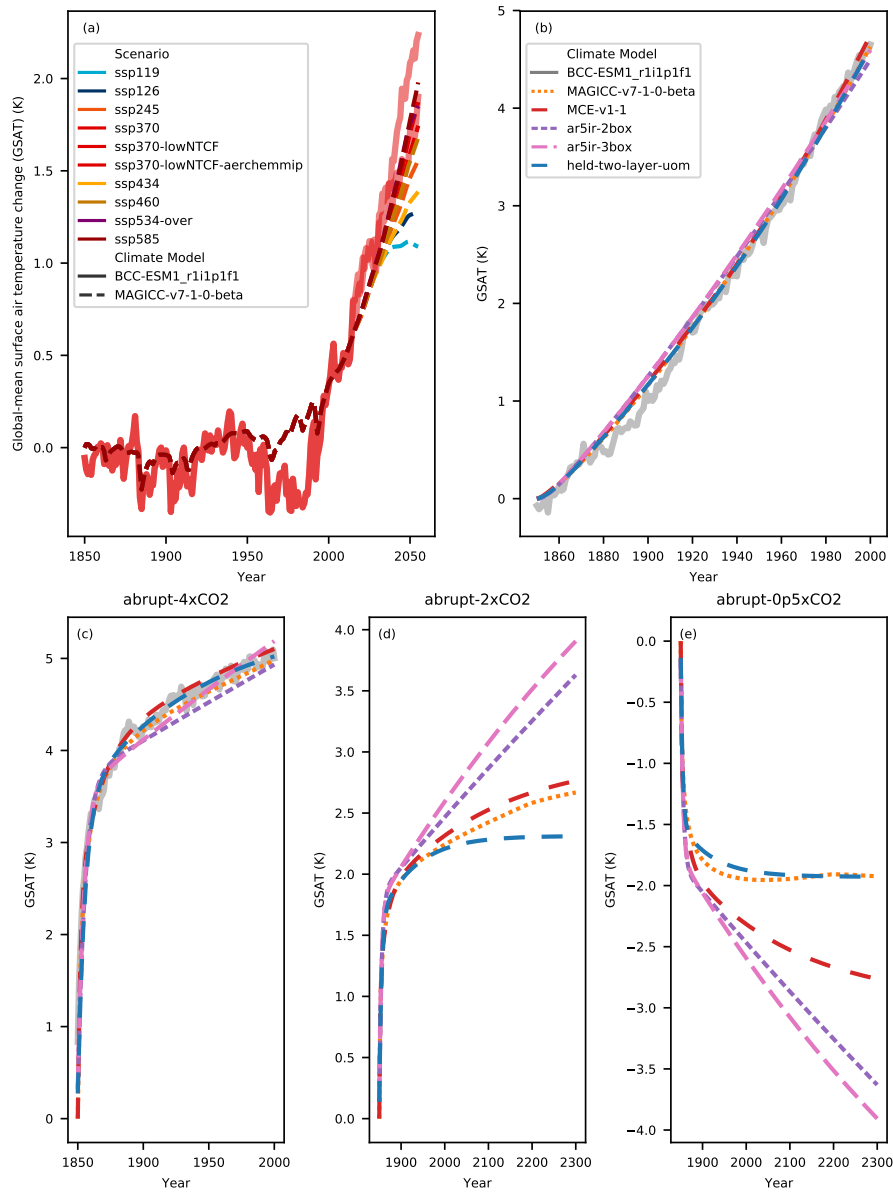 (a)
Scenario
ssp119
ssp126
ssp245
ssp370
ssp370-lowNTCF
ssp370-lowNTCF-aerchemmip
ssp434
ssp460
ssp534-over
ssp585
Climate Model
BCC-ESM1_r1i1p1f1
MAGICC-v7-1-0-beta
Global-mean surface air temperature change (GSAT) (K)
2.0
1.5
1.0
0.5
0.0
1850 1900 1950 2000 2050
Year
(b)
Climate Model
BCC-ESM1_r1i1p1f1
MAGICC-v7-1-0-beta
MCE-v1-1
ar5ir-2box
ar5ir-3box
held-two-layer-uom
GSAT (K)
5
4
3
2
1
0
1860 1880 1900 1920 1940 1960 1980 2000
Year
abrupt-4xCO2
(c)
GSAT (K)
5
4
3
2
1
0
1850 1900 1950 2000
Year
abrupt-2xCO2
(d)
GSAT (K)
4.0
3.5
3.0
2.5
2.0
1.5
1.0
0.5
0.0
1900 2000 2100 2200 2300
Year
abrupt-0p5xCO2
(e)
GSAT (K)
0.0
−0.5
−1.0
−1.5
−2.0
−2.5
−3.0
−3.5
−4.0
1900 2000 2100 2200 2300
Year